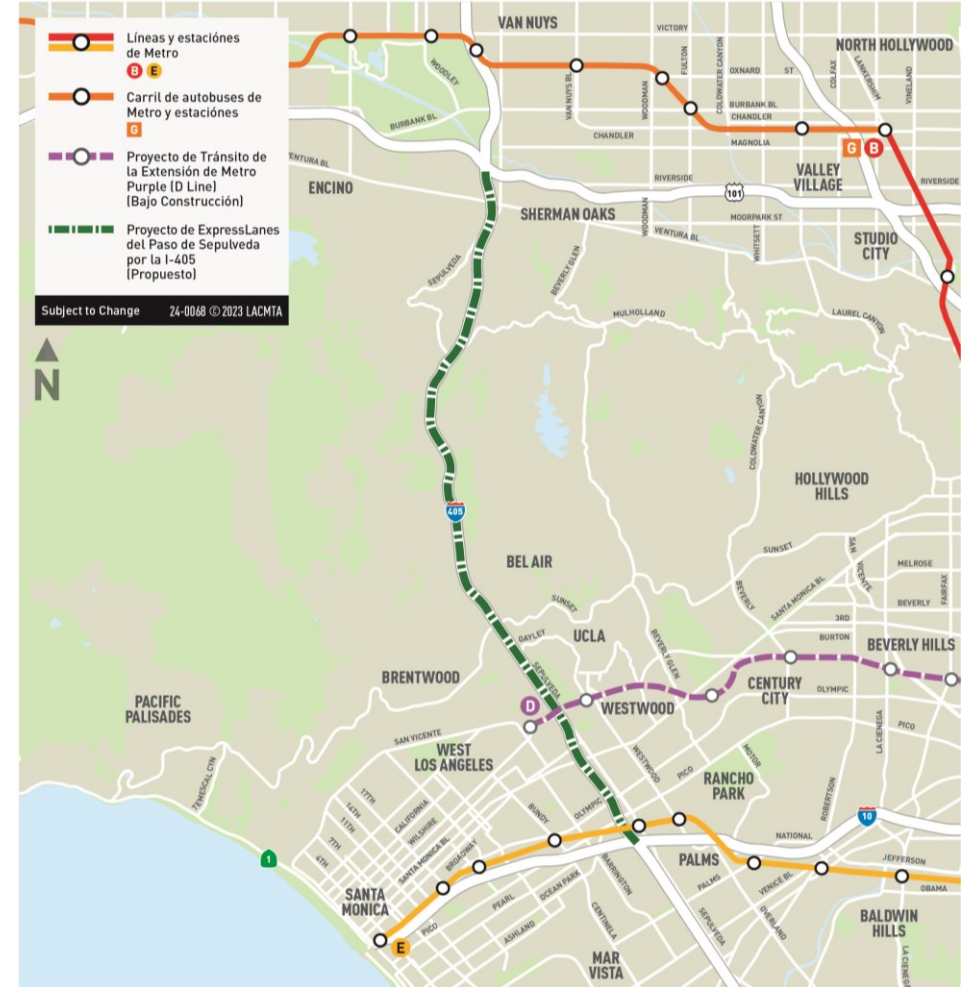 Líneas y estaciónes
de Metro
B E
Carril de autobuses de
Metro y estaciónes
G
Proyecto de Tránsito de
la Extensión de Metro
Purple (D Line)
(Bajo Construcción)
Proyecto de ExpressLanes
del Paso de Sepulveda
por la I-405
(Propuesto)
Subject to Change 24-0068 © 2023 LACMTA
N
VAN NUYS
VICTORY
NORTH HOLLYWOOD
WOODLEY
FULTON
COLDWATER CANYON
OXNARD ST
COLFAX
LANKERSHIM
VINELAND
VAN NUYS BL
WOODMAN
BURBANK BL
BURBANK BL
CHANDLER
CHANDLER
MAGNOLIA
G B
VENTURA BL
ENCINO
VALLEY
VILLAGE
RIVERSIDE
RIVERSIDE
101
SHERMAN OAKS
WOODMAN
MOORPARK ST
VENTURA BL
WHITSETT
STUDIO
CITY
SEPULVEDA
BEVERLY GLEN
MULHOLLAND
LAUREL CANYON
COLDWATER CANYON
HOLLYWOOD
HILLS
405
BEL AIR
SUNSET
SAN
VICENTE
MELROSE
SUNSET
BEVERLY
SANTA MONICA BL
BEVERLY
FAIRFAX
3RD
GAYLEY
UCLA
BEVERLY GLEN
BURTON
BEVERLY HILLS
SEPULVEDA
BRENTWOOD
CENTURY
CITY
OLYMPIC
D
WESTWOOD
PACIFIC
PALISADES
SAN VICENTE
WEST
LOS ANGELES
LA CIENEGA
PICO
WESTWOOD
PICO
MOTOR
RANCHO
PARK
TEMESCAL CYN
17TH
14TH
11TH
7TH
4TH
CALIFORNIA
WILSHIRE
SANTA MONICA BL
BROADWAY
BUNDY
OLYMPIC
ROBERTSON
10
NATIONAL
1
PALMS
JEFFERSON
OBAMA
BARRINGTON
OCEAN PARK
PALMS
VENICE BL
SANTA
MONICA
PEARL
PICO
ASHLAND
CENTINELA
SEPULVEDA
OVERLAND
E
BALDWIN
HILLS
MAR
VISTA
LA CIENEGA